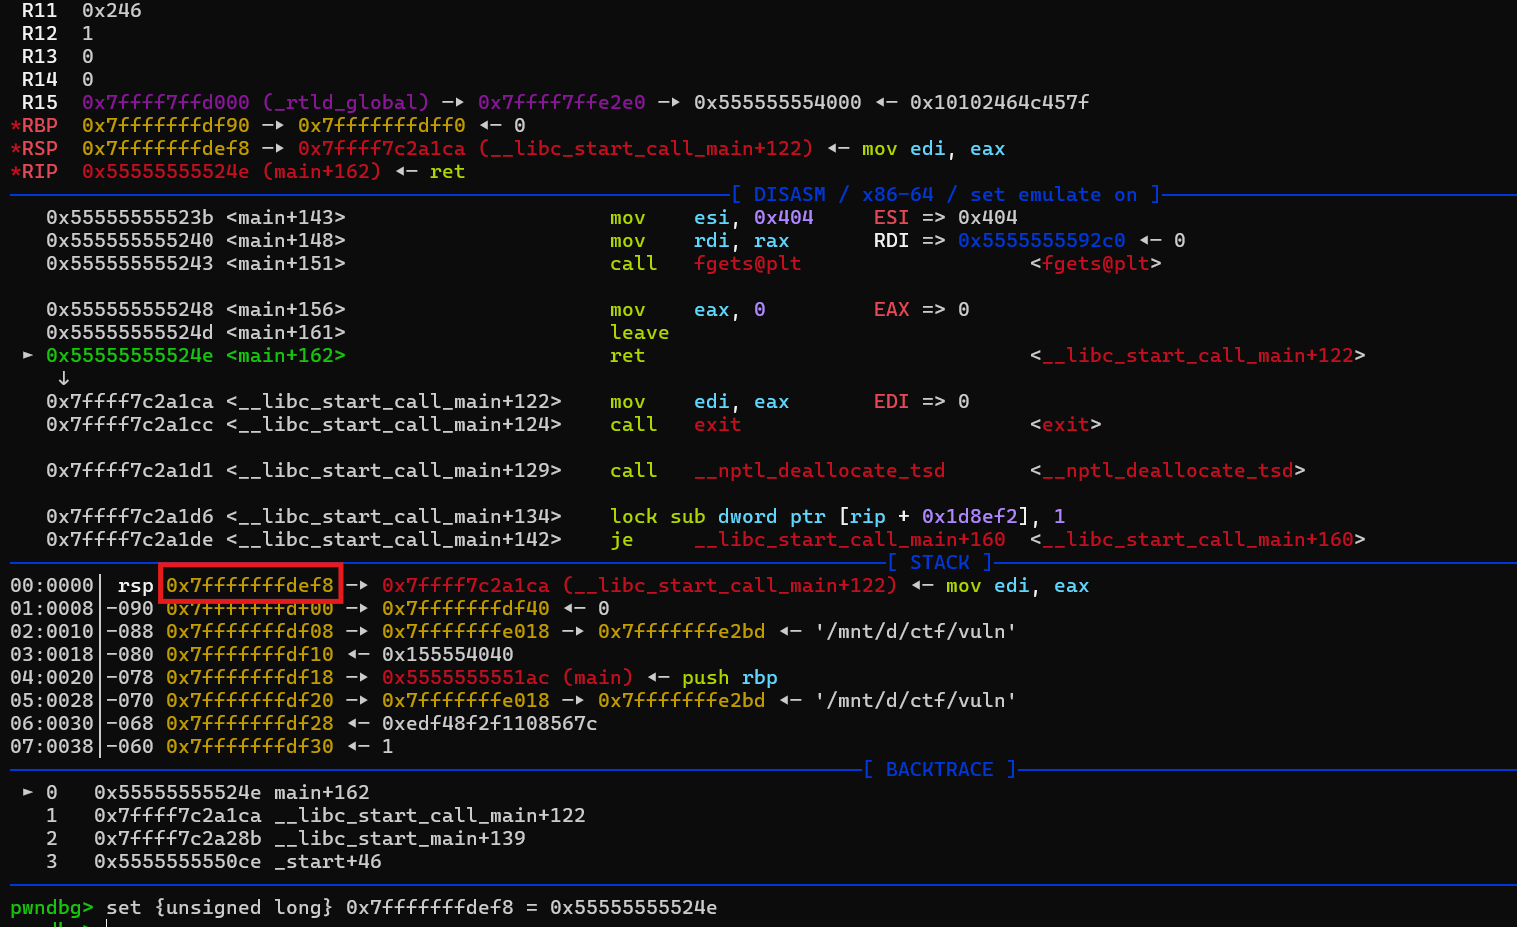 R11 0x246
R12 1
R13 0
R14 0
R15 0x7ffff7ffd000 (_rtld_global) —▸ 0x7ffff7ffe2e0 —▸ 0x555555554000 ◂— 0x10102464c457f
*RBP 0x7fffffffdf90 —▸ 0x7fffffffdff0 ◂— 0
*RSP 0x7fffffffdef8 —▸ 0x7ffff7c2a1ca (__libc_start_call_main+122) ◂— mov edi, eax
*RIP 0x55555555524e (main+162) ◂— ret
[ DISASM / x86-64 / set emulate on ]
0x55555555523b <main+143> mov esi, 0x404 ESI => 0x404
0x555555555240 <main+148> mov rdi, rax RDI => 0x5555555592c0 ◂— 0
0x555555555243 <main+151> call fgets@plt <fgets@plt>
0x555555555248 <main+156> mov eax, 0 EAX => 0
0x55555555524d <main+161> leave
► 0x55555555524e <main+162> ret <__libc_start_call_main+122>
↓
0x7ffff7c2a1ca <__libc_start_call_main+122> mov edi, eax EDI => 0
0x7ffff7c2a1cc <__libc_start_call_main+124> call exit <exit>
0x7ffff7c2a1d1 <__libc_start_call_main+129> call __nptl_deallocate_tsd <__nptl_deallocate_tsd>
0x7ffff7c2a1d6 <__libc_start_call_main+134> lock sub dword ptr [rip + 0x1d8ef2], 1
0x7ffff7c2a1de <__libc_start_call_main+142> je __libc_start_call_main+160 <__libc_start_call_main+160>
[ STACK ]
00:0000│ rsp 0x7fffffffdef8 —▸ 0x7ffff7c2a1ca (__libc_start_call_main+122) ◂— mov edi, eax
01:0008│-090 0x7fffffffdf00 —▸ 0x7fffffffdf40 ◂— 0
02:0010│-088 0x7fffffffdf08 —▸ 0x7fffffffe018 —▸ 0x7fffffffe2bd ◂— '/mnt/d/ctf/vuln'
03:0018│-080 0x7fffffffdf10 ◂— 0x155554040
04:0020│-078 0x7fffffffdf18 —▸ 0x5555555551ac (main) ◂— push rbp
05:0028│-070 0x7fffffffdf20 —▸ 0x7fffffffe018 —▸ 0x7fffffffe2bd ◂— '/mnt/d/ctf/vuln'
06:0030│-068 0x7fffffffdf28 ◂— 0xedf48f2f1108567c
07:0038│-060 0x7fffffffdf30 ◂— 1
[ BACKTRACE ]
► 0 0x55555555524e main+162
1 0x7ffff7c2a1ca __libc_start_call_main+122
2 0x7ffff7c2a28b __libc_start_main+139
3 0x5555555550ce _start+46
pwndbg> set {unsigned long} 0x7fffffffdef8 = 0x55555555524e